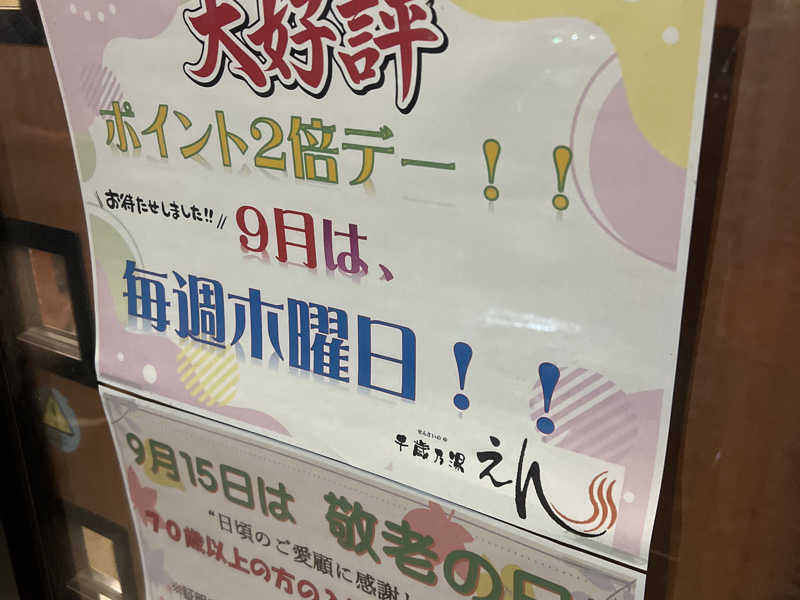 大好評
ポイント2倍デー!!
お待たせしました!!
9月は、
毎週木曜日!!
せんざいの ゆ
千歳乃湯 えん
9月15日は 敬老の日
"日頃のご愛顧に感謝し
70歳以上の方の